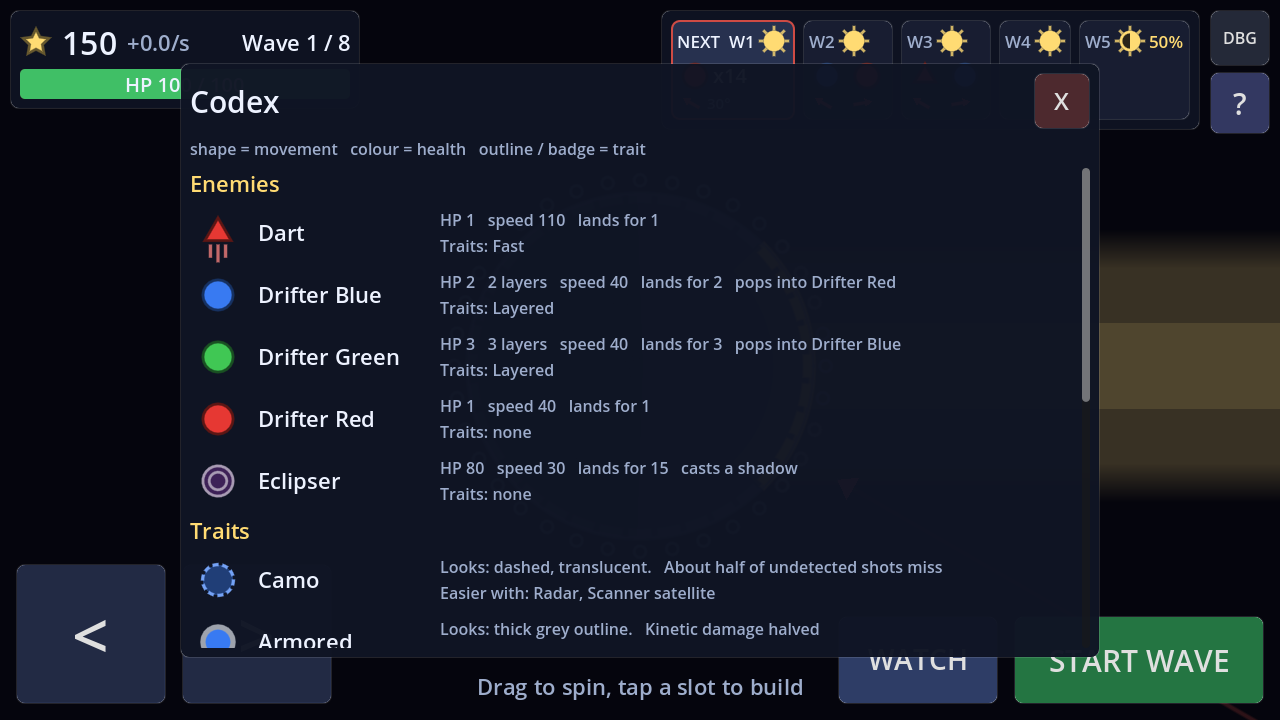 150 +0.0/s Wave 1 / 8
NEXT W1 W2 W3 W4 W5 50%
DBG
HP 10
x14
?
Codex
X
shape = movement colour = health outline / badge = trait
Enemies
Dart
HP 1 speed 110 lands for 1
Traits: Fast
Drifter Blue
HP 2 2 layers speed 40 lands for 2 pops into Drifter Red
Traits: Layered
Drifter Green
HP 3 3 layers speed 40 lands for 3 pops into Drifter Blue
Traits: Layered
Drifter Red
HP 1 speed 40 lands for 1
Traits: none
Eclipser
HP 80 speed 30 lands for 15 casts a shadow
Traits: none
Traits
Camo
Looks: dashed, translucent. About half of undetected shots miss
Easier with: Radar, Scanner satellite
Armored
Looks: thick grey outline. Kinetic damage halved
<
WATCH
START WAVE
Drag to spin, tap a slot to build